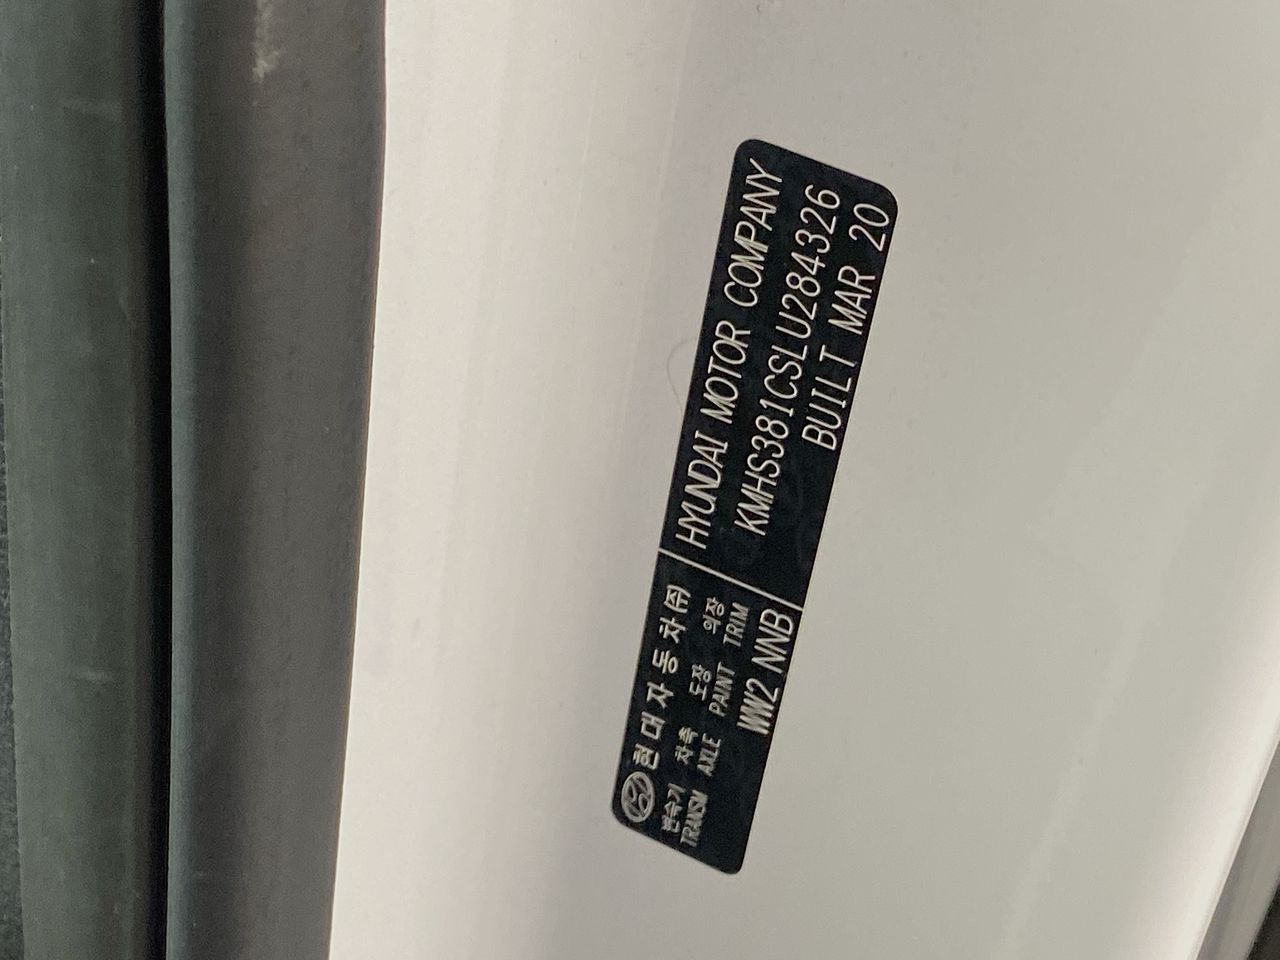 현대자동차(주)
HYUNDAI MOTOR COMPANY
변속기 차축 도장 의장
TRANSM AXLE PAINT TRIM
KMHS381CSLU284326
WW2 NNB
BUILT MAR 20